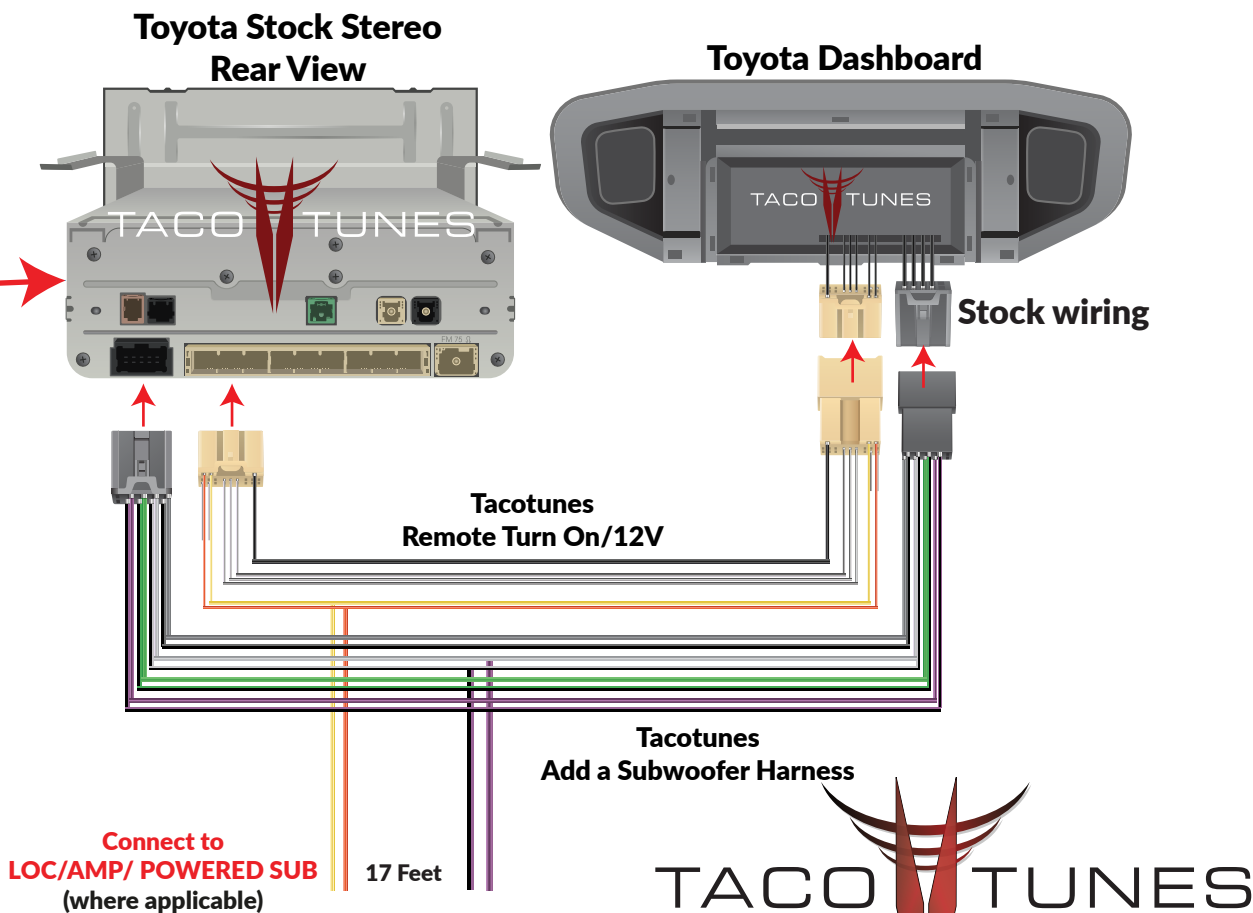 Toyota Stock Stereo
Rear View
Toyota Dashboard
TACO TUNES
TACO TUNES
FM 75 Ω
Stock wiring
Tacotunes
Remote Turn On/12V
Tacotunes
Add a Subwoofer Harness
Connect to
LOC/AMP/ POWERED SUB
(where applicable)
17 Feet
TACO TUNES